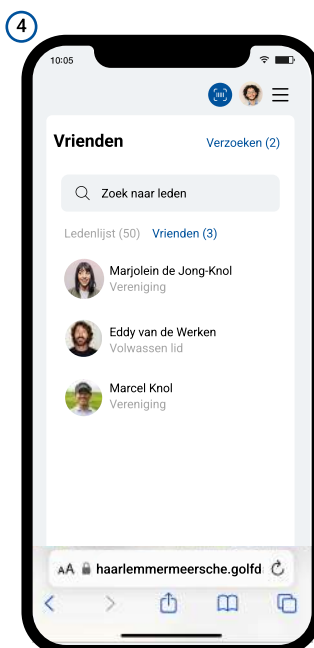 4
10:05
Vrienden
Verzoeken (2)
Zoek naar leden
Ledenlijst (50) Vrienden (3)
Marjolein de Jong-Knol
Vereniging
Eddy van de Werken
Volwassen lid
Marcel Knol
Vereniging
AA haarlemmermeersche.golfd